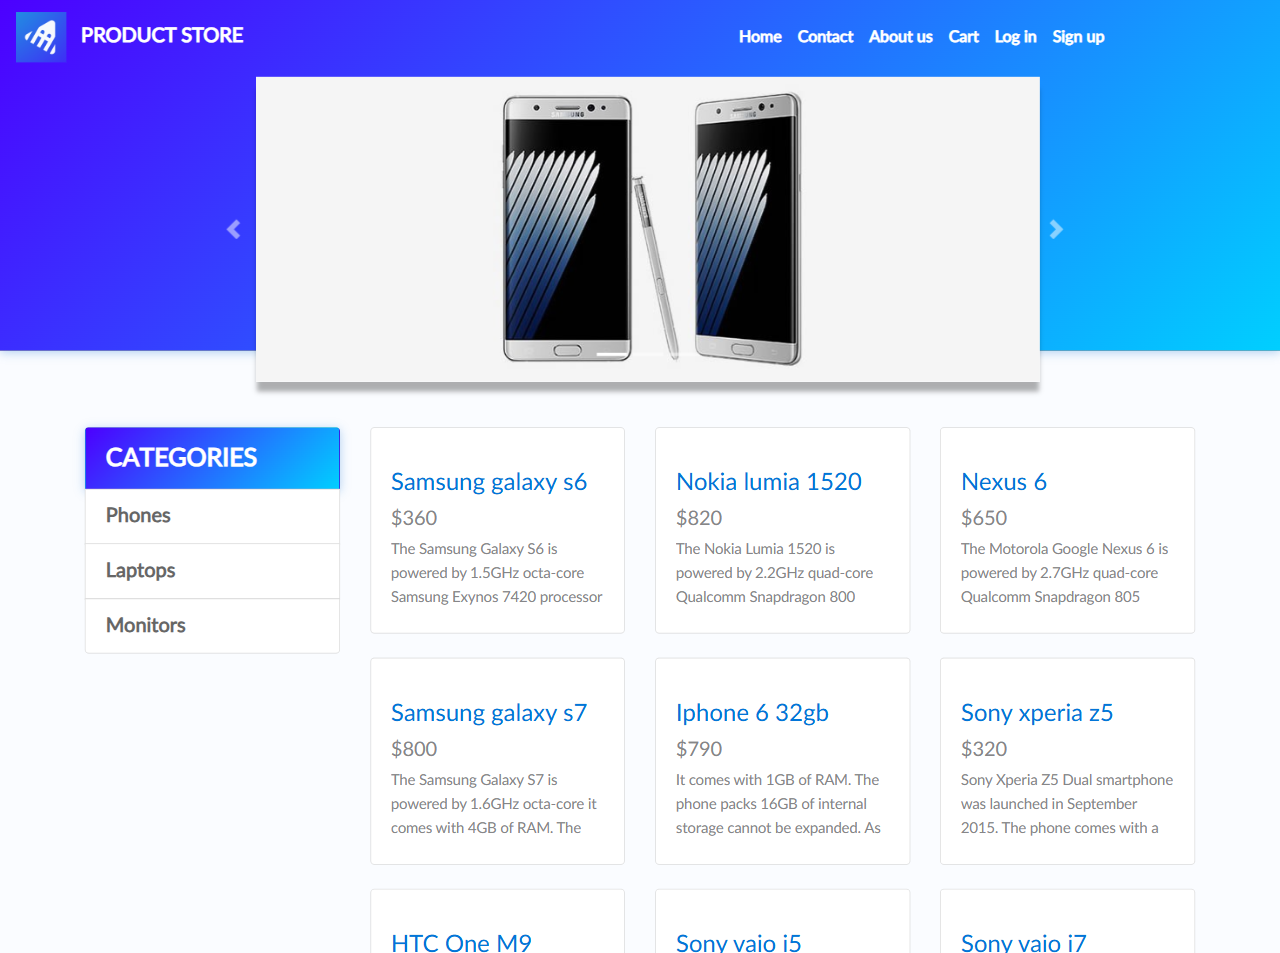 PRODUCT STORE
Home Contact About us Cart Log in Sign up
SAMSUNG
CATEGORIES
Phones
Laptops
Monitors
Samsung galaxy s6
$360
The Samsung Galaxy S6 is
powered by 1.5GHz octa-core
Samsung Exynos 7420 processor
Nokia lumia 1520
$820
The Nokia Lumia 1520 is
powered by 2.2GHz quad-core
Qualcomm Snapdragon 800
Nexus 6
$650
The Motorola Google Nexus 6 is
powered by 2.7GHz quad-core
Qualcomm Snapdragon 805
Samsung galaxy s7
$800
The Samsung Galaxy S7 is
powered by 1.6GHz octa-core it
comes with 4GB of RAM. The
Iphone 6 32gb
$790
It comes with 1GB of RAM. The
phone packs 16GB of internal
storage cannot be expanded. As
Sony xperia z5
$320
Sony Xperia Z5 Dual smartphone
was launched in September
2015. The phone comes with a
HTC One M9
Sony vaio i5
Sony vaio i7